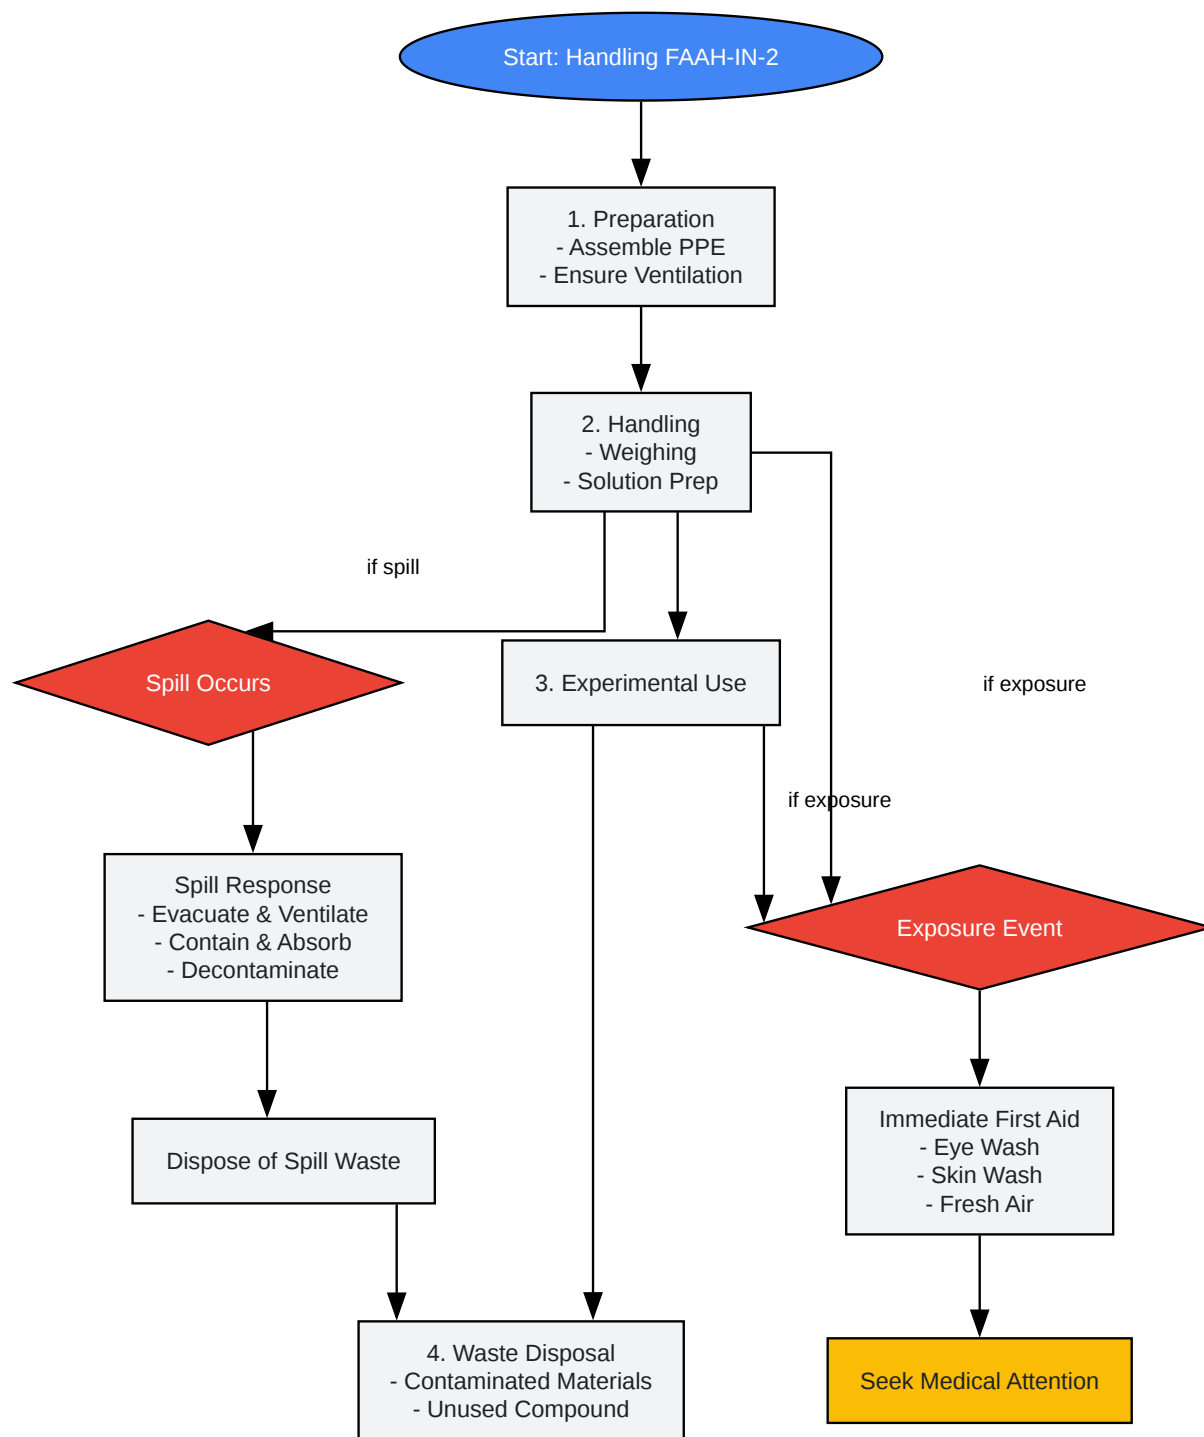 Start: Handling FAAH-IN-2
1. Preparation
- Assemble PPE
- Ensure Ventilation
2. Handling
- Weighing
- Solution Prep
if spill
Spill Occurs
3. Experimental Use
if exposure
if exposure
Spill Response
- Evacuate & Ventilate
- Contain & Absorb
- Decontaminate
Exposure Event
Dispose of Spill Waste
Immediate First Aid
- Eye Wash
- Skin Wash
- Fresh Air
4. Waste Disposal
- Contaminated Materials
- Unused Compound
Seek Medical Attention